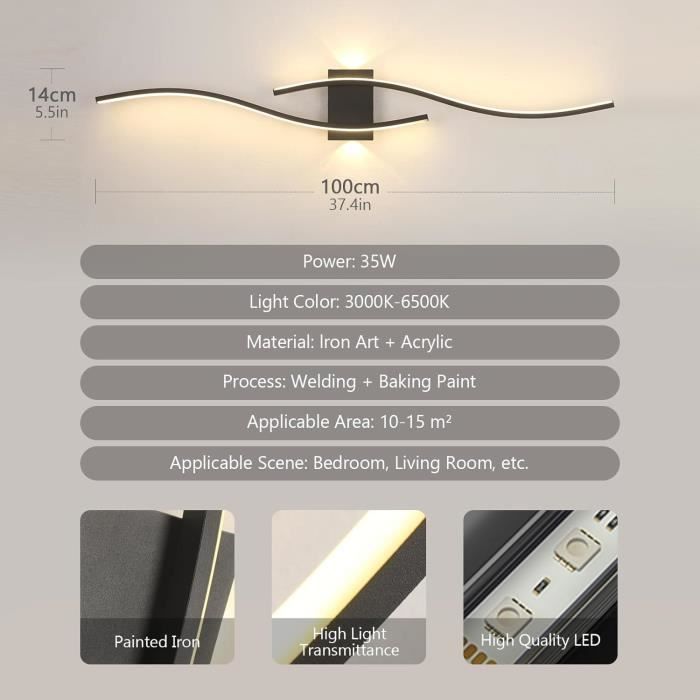 14cm
5.5in
100cm
37.4in
Power: 35W
Light Color: 3000K-6500K
Material: Iron Art + Acrylic
Process: Welding + Baking Paint
Applicable Area: 10-15 m²
Applicable Scene: Bedroom, Living Room, etc.
Painted Iron
High Light
Transmittance
High Quality LED